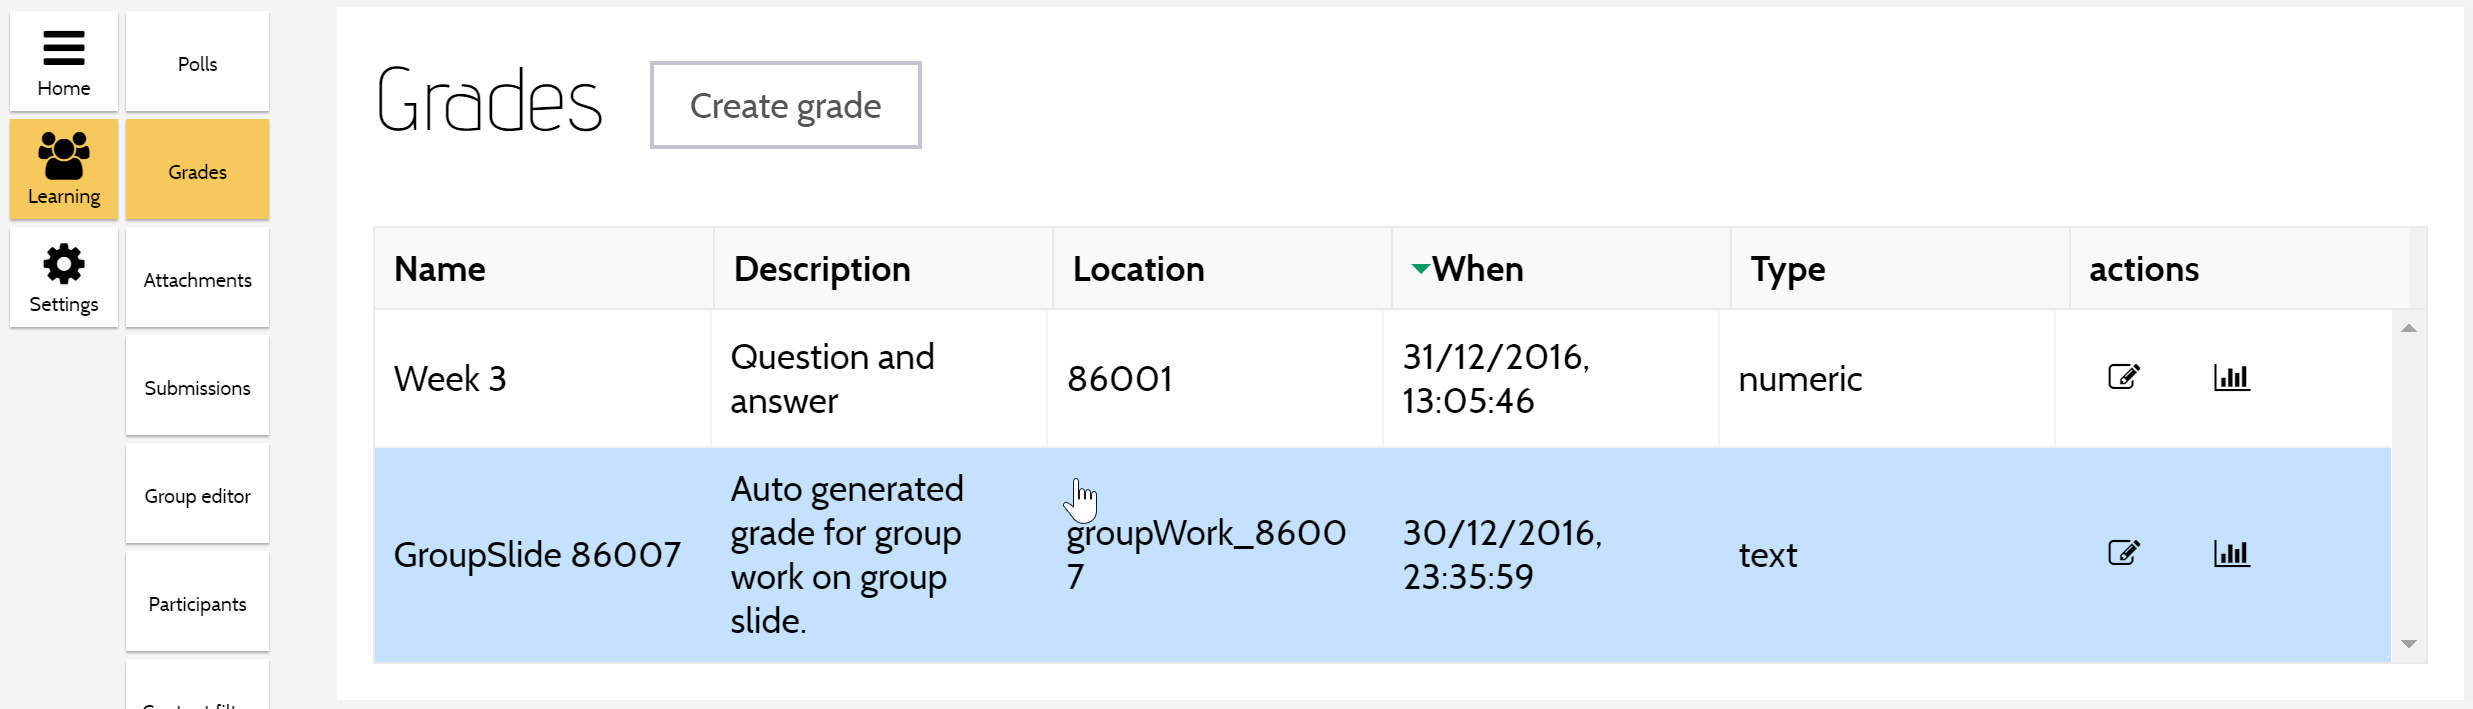 Home
Learning
Settings
Polls
Grades
Attachments
Submissions
Group editor
Participants
Grades
Create grade
Name
Description
Location
When
Type
actions
Week 3
Question and
answer
86001
31/12/2016,
13:05:46
numeric
GroupSlide 86007
Auto generated
grade for group
work on group
slide.
groupWork_8600
7
30/12/2016,
23:35:59
text